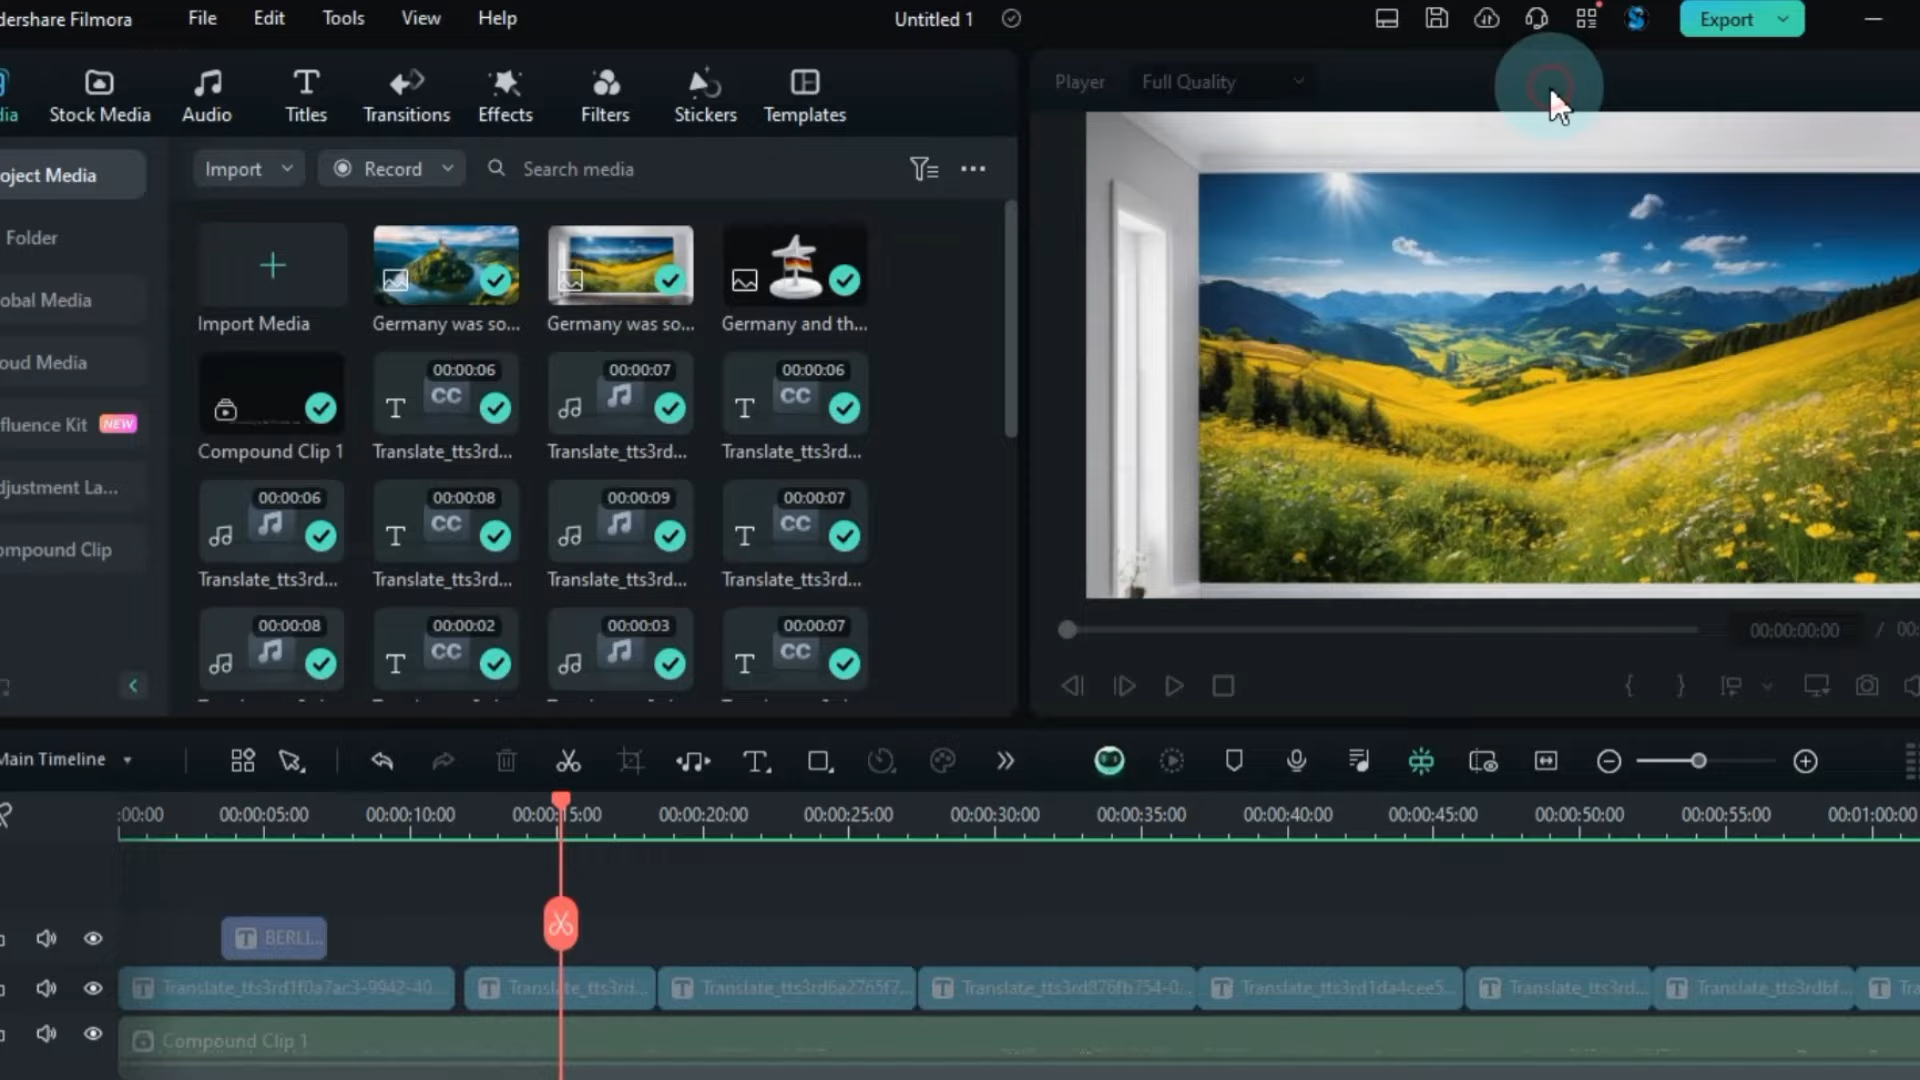 dershare Filmora
File
Edit
Tools
View
Help
Untitled 1
Export
dia
Stock Media
Audio
Titles
Transitions
Effects
Filters
Stickers
Templates
Player
Full Quality
oject Media
Import
Record
Search media
Folder
obal Media
oud Media
fluence Kit
NEW
djustment La...
ompound Clip
Import Media
Germany was so...
Germany was so...
Germany and th...
00:00:06
CC
T
00:00:07
00:00:06
CC
T
Compound Clip 1
Translate_tts3rd...
Translate_tts3rd...
Translate_tts3rd...
00:00:06
00:00:08
CC
T
00:00:09
00:00:07
CC
T
Translate_tts3rd...
Translate_tts3rd...
Translate_tts3rd...
Translate_tts3rd...
00:00:08
00:00:02
CC
T
00:00:03
00:00:07
CC
T
00:00:00:00
/
00:
Main Timeline
:00:00
00:00:05:00
00:00:10:00
00:00:15:00
00:00:20:00
00:00:25:00
00:00:30:00
00:00:35:00
00:00:40:00
00:00:45:00
00:00:50:00
00:00:55:00
00:01:00:00
T BERLI...
T Translate_tts3rd1f0a7ac3-9942-40...
T Translate_tts3rd...
T Translate_tts3rd6a2765f7...
T Translate_tts3rd876fb754-0...
T Translate_tts3rd1da4cee5...
T Translate_tts3rd...
T Translate_tts3rdbf...
T Tra
Compound Clip 1